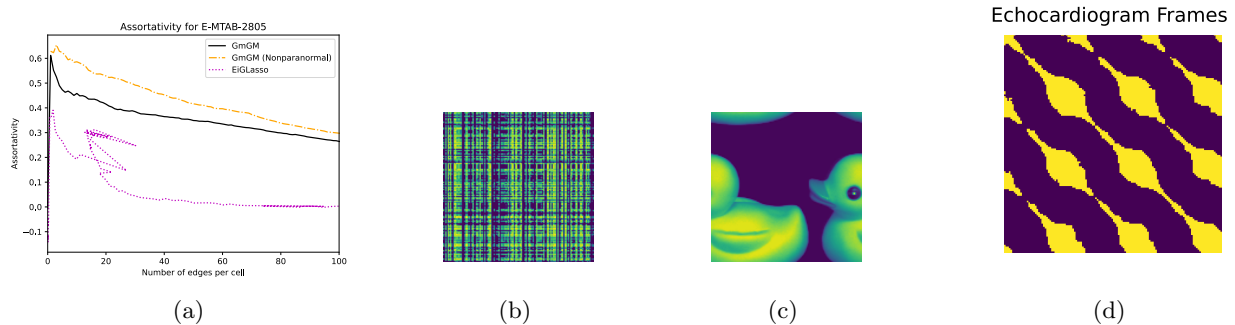 Assortativity for E-MTAB-2805
GmGM
GmGM (Nonparanormal)
EiGLasso
0.6
0.5
0.4
0.3
0.2
0.1
0.0
−0.1
Assortativity
0 20 40 60 80 100
Number of edges per cell
Echocardiogram Frames
(a) (b) (c) (d)